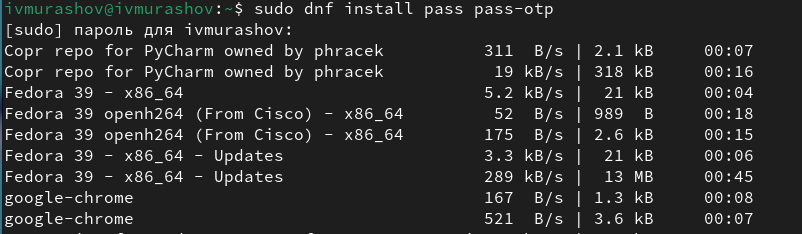 ivmurashov@ivmurashov:~$ sudo dnf install pass pass-otp
[sudo] пароль для ivmurashov:
Copr repo for PyCharm owned by phracek 311 B/s | 2.1 kB 00:07
Copr repo for PyCharm owned by phracek 19 kB/s | 318 kB 00:16
Fedora 39 - x86_64 5.2 kB/s | 21 kB 00:04
Fedora 39 openh264 (From Cisco) - x86_64 52 B/s | 989 B 00:18
Fedora 39 openh264 (From Cisco) - x86_64 175 B/s | 2.6 kB 00:15
Fedora 39 - x86_64 - Updates 3.3 kB/s | 21 kB 00:06
Fedora 39 - x86_64 - Updates 289 kB/s | 13 MB 00:45
google-chrome 167 B/s | 1.3 kB 00:08
google-chrome 521 B/s | 3.6 kB 00:07